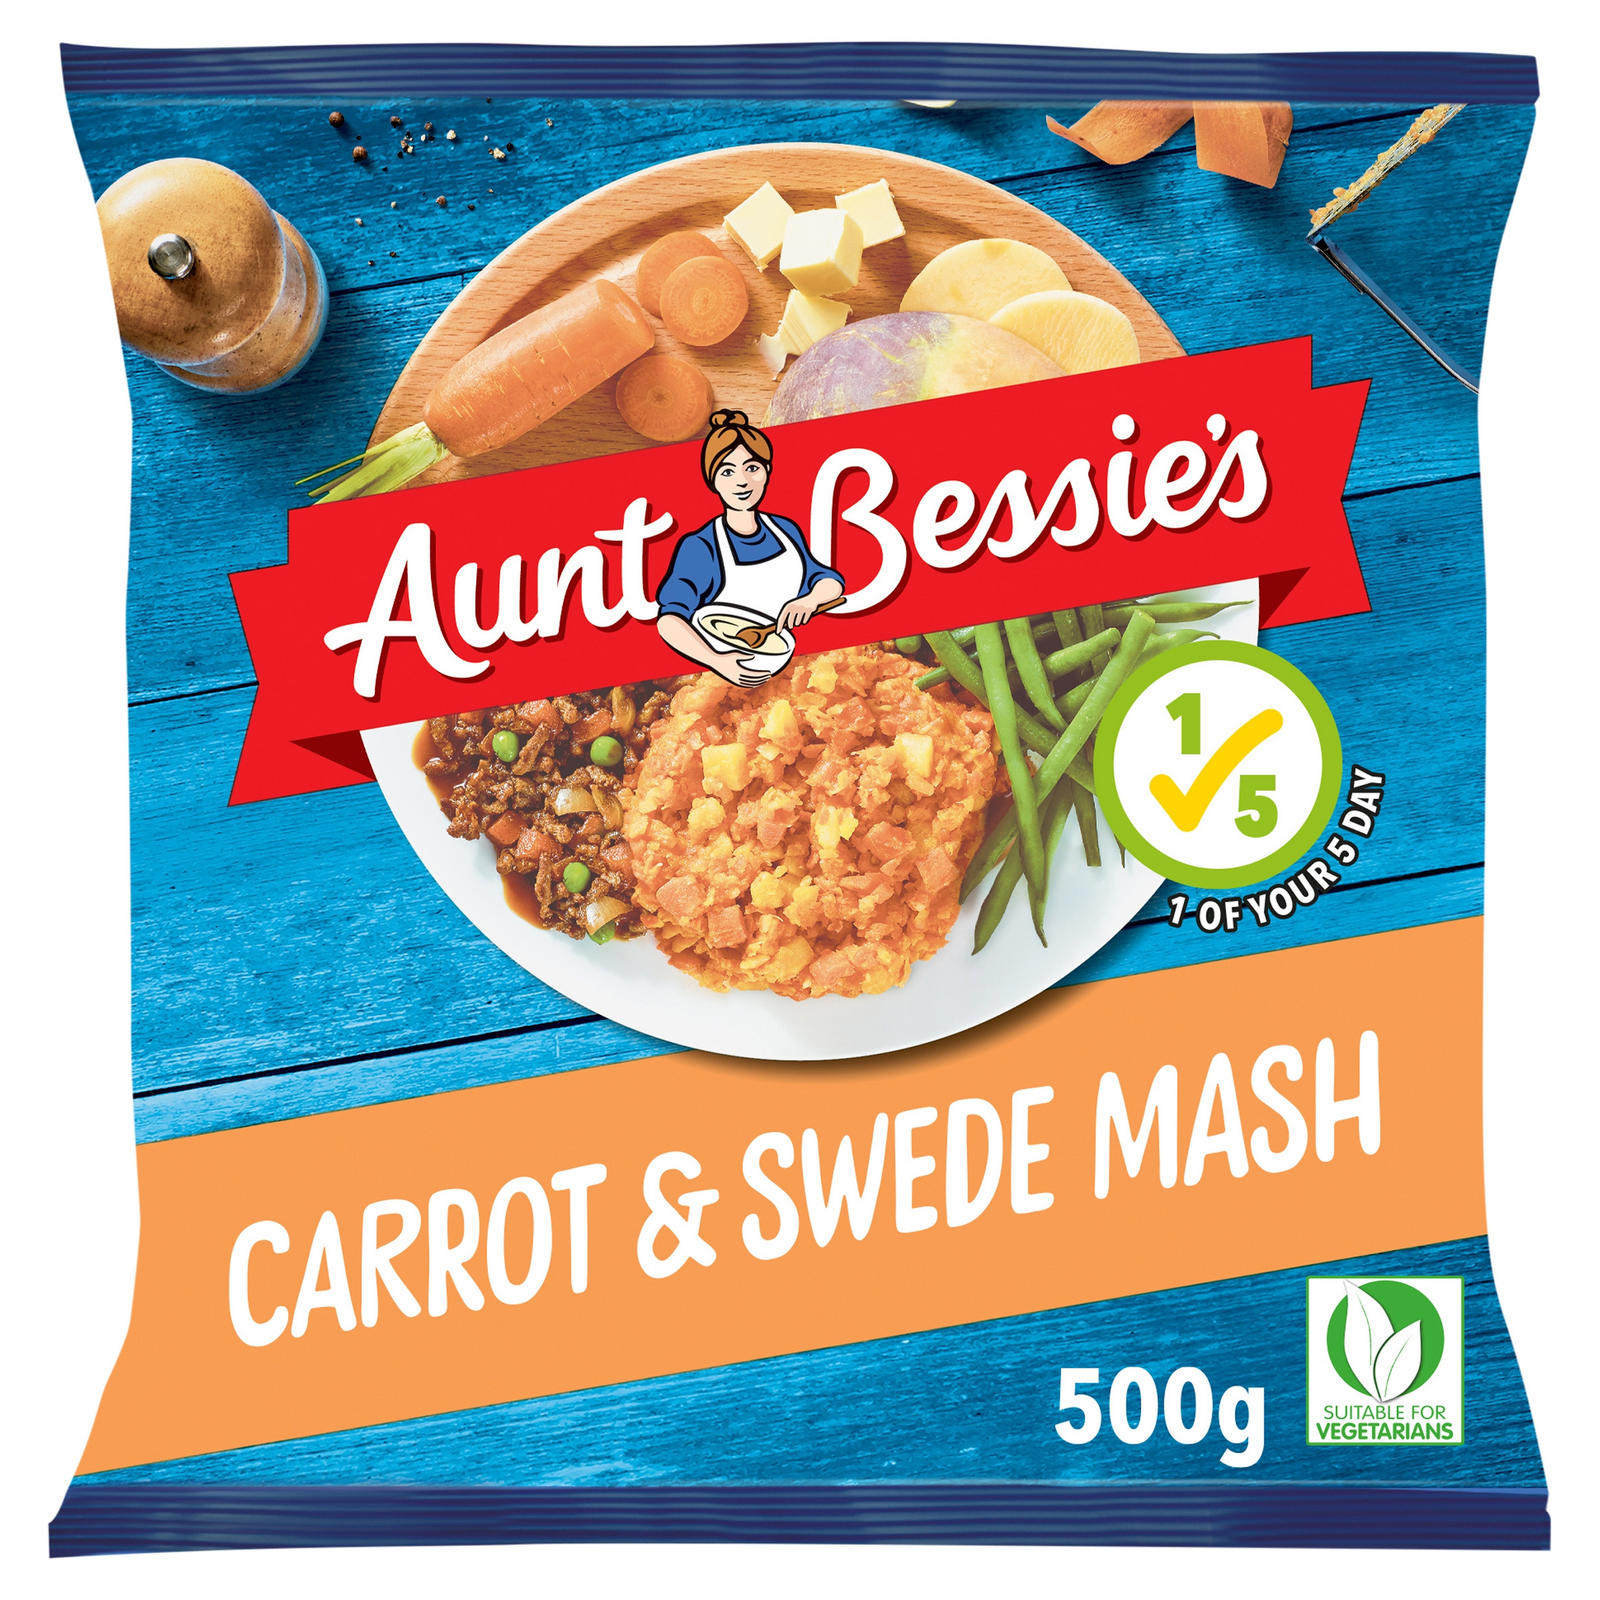 Aunt Bessie's
1
5
1 OF YOUR 5 DAY
CARROT & SWEDE MASH
500g
SUITABLE FOR
VEGETARIANS